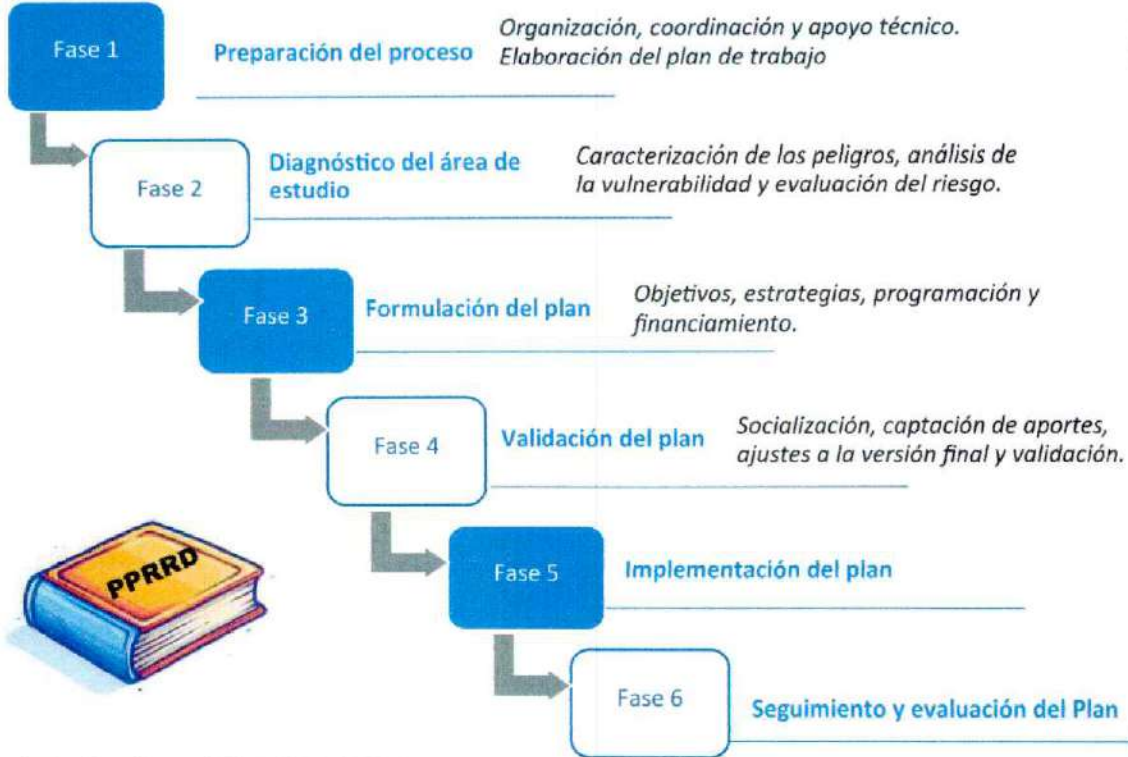 Fase 1
Preparación del proceso
Organización, coordinación y apoyo técnico.
Elaboración del plan de trabajo
Fase 2
Diagnóstico del área de
estudio
Caracterización de los peligros, análisis de
la vulnerabilidad y evaluación del riesgo.
Fase 3
Formulación del plan
Objetivos, estrategias, programación y
financiamiento.
Fase 4
Validación del plan
Socialización, captación de aportes,
ajustes a la versión final y validación.
PPRRD
Fase 5
Implementación del plan
Fase 6
Seguimiento y evaluación del Plan